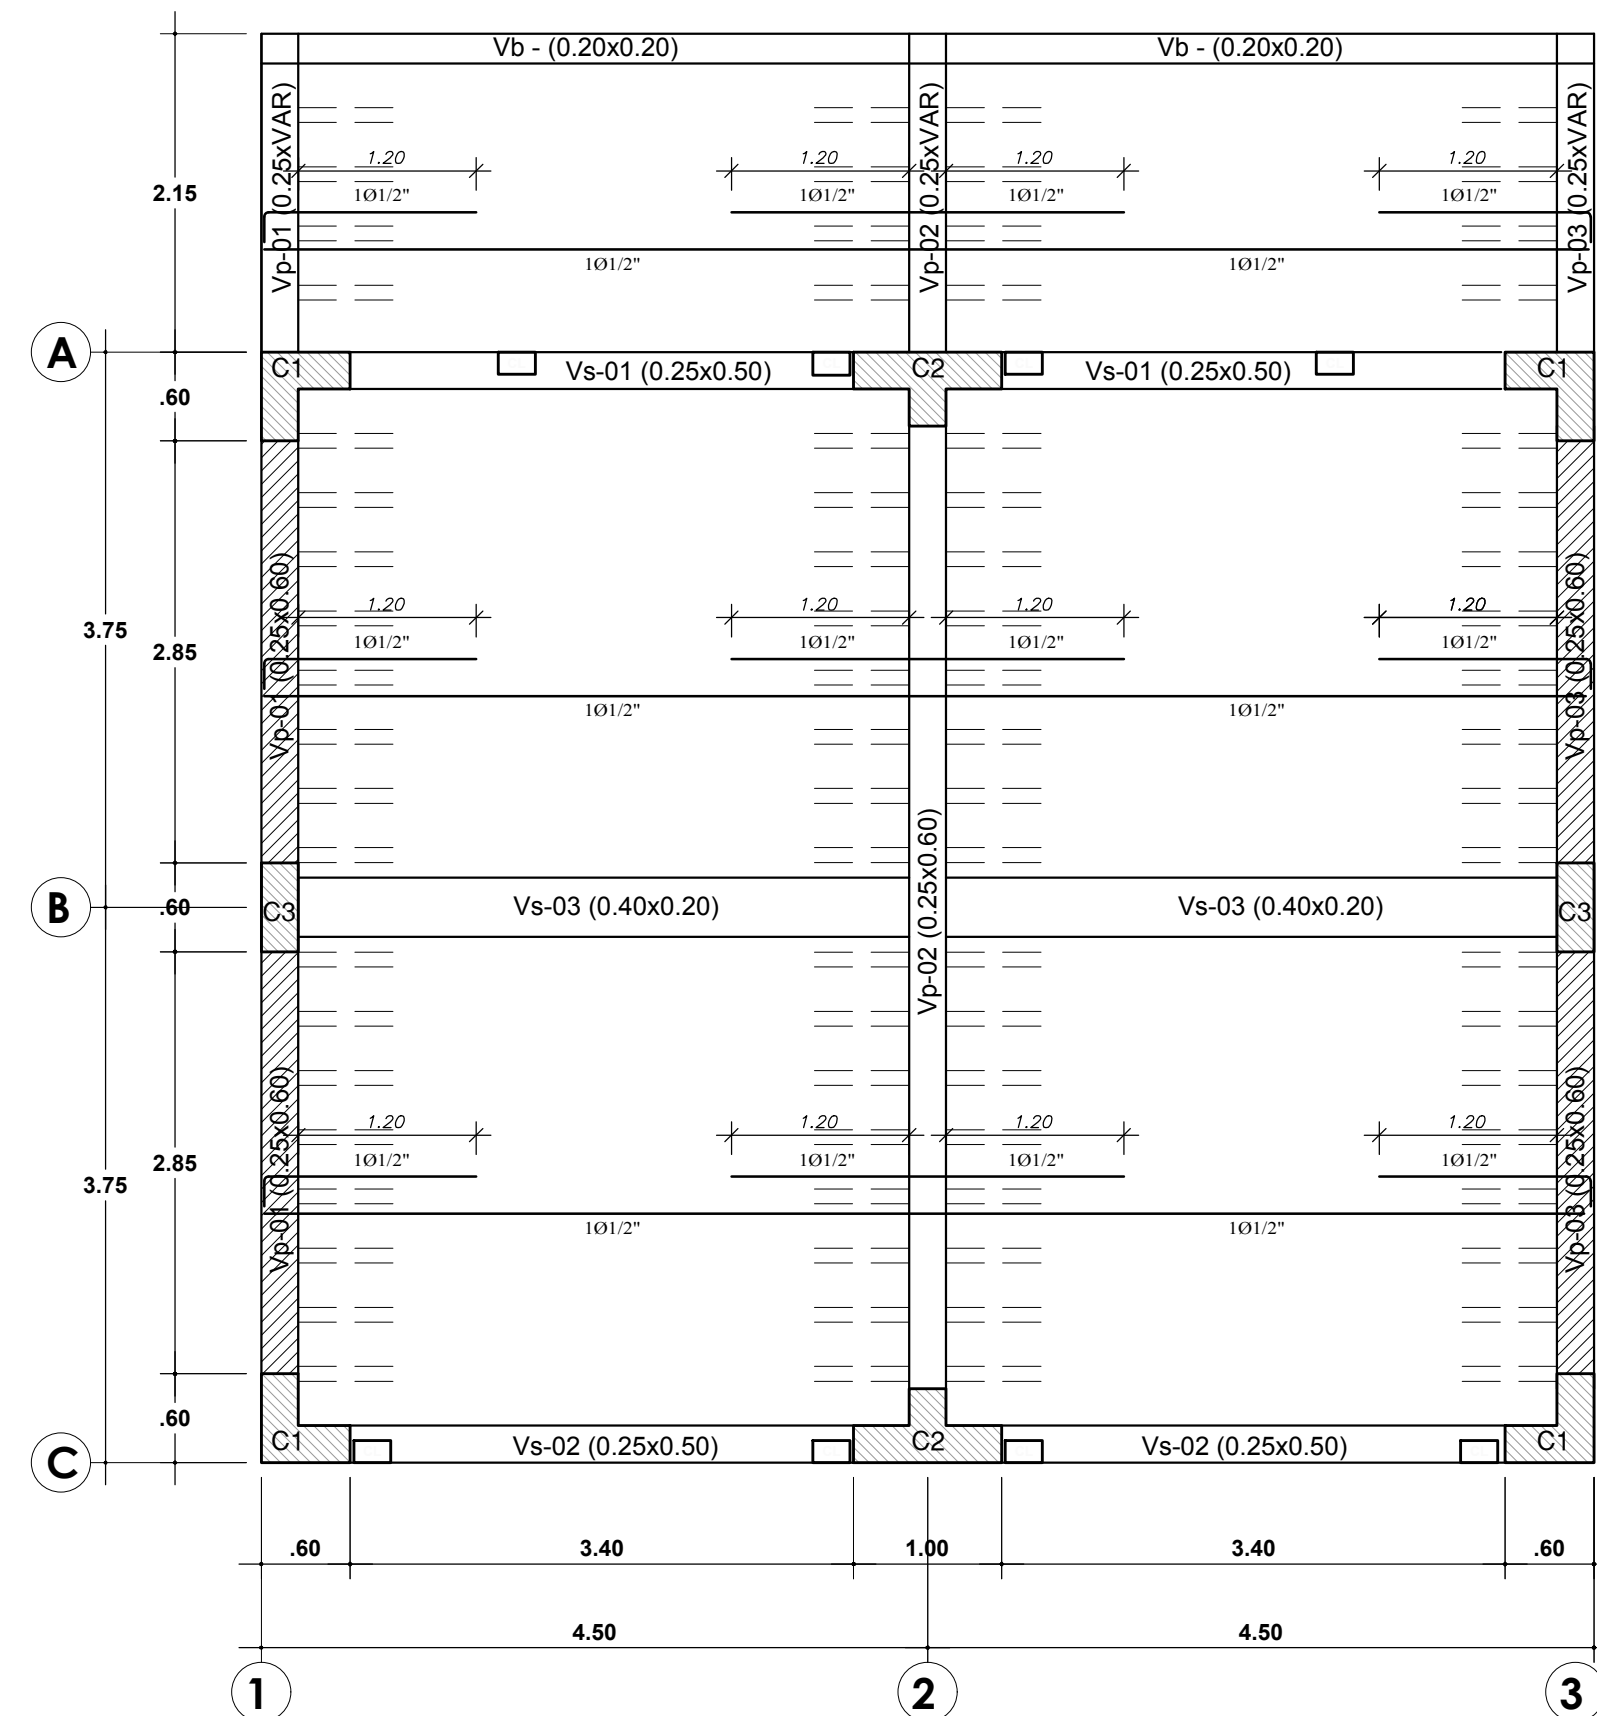 Vb - (0.20x0.20)
Vb - (0.20x0.20)
Vp-01 (0.25xVAR)
Vp-02 (0.25xVAR)
Vp-03 (0.25xVAR)
2.15
1.20
1.20
1.20
1.20
1Ø1/2"
1Ø1/2"
1Ø1/2"
1Ø1/2"
1Ø1/2"
1Ø1/2"
A
C1
Vs-01 (0.25x0.50)
C2
Vs-01 (0.25x0.50)
C1
.60
3.75
2.85
Vp-01 (0.25x0.60)
Vp-03 (0.25x0.60)
1.20
1.20
1.20
1.20
1Ø1/2"
1Ø1/2"
1Ø1/2"
1Ø1/2"
1Ø1/2"
1Ø1/2"
Vp-02 (0.25x0.60)
B
.60
C3
Vs-03 (0.40x0.20)
Vs-03 (0.40x0.20)
C3
3.75
2.85
Vp-01 (0.25x0.60)
Vp-03 (0.25x0.60)
1.20
1.20
1.20
1.20
1Ø1/2"
1Ø1/2"
1Ø1/2"
1Ø1/2"
1Ø1/2"
1Ø1/2"
.60
C
C1
Vs-02 (0.25x0.50)
C2
Vs-02 (0.25x0.50)
C1
.60
3.40
1.00
3.40
.60
4.50
4.50
1
2
3